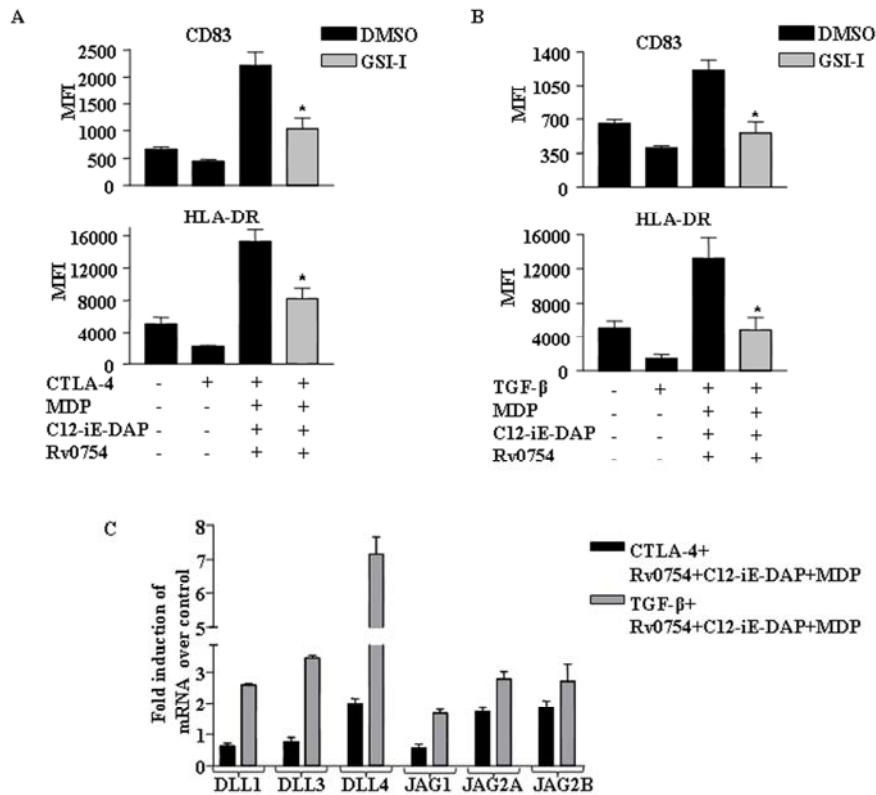 A
CD83
DMSO
GSI-I
MFI
2500
2000
1500
1000
500
0
*
HLA-DR
MFI
16000
12000
8000
4000
0
*
CTLA-4 - + + +
MDP - - + +
C12-iE-DAP - - + +
Rv0754 - - + +
B
CD83
DMSO
GSI-I
MFI
1400
1050
700
350
0
*
HLA-DR
MFI
16000
12000
8000
4000
0
*
TGF-β - + + +
MDP - - + +
C12-iE-DAP - - + +
Rv0754 - - + +
C
Fold induction of
mRNA over control
8
7
6
5
3
2
1
0
DLL1 DLL3 DLL4 JAG1 JAG2A JAG2B
CTLA-4+
Rv0754+C12-iE-DAP+MDP
TGF-β+
Rv0754+C12-iE-DAP+MDP